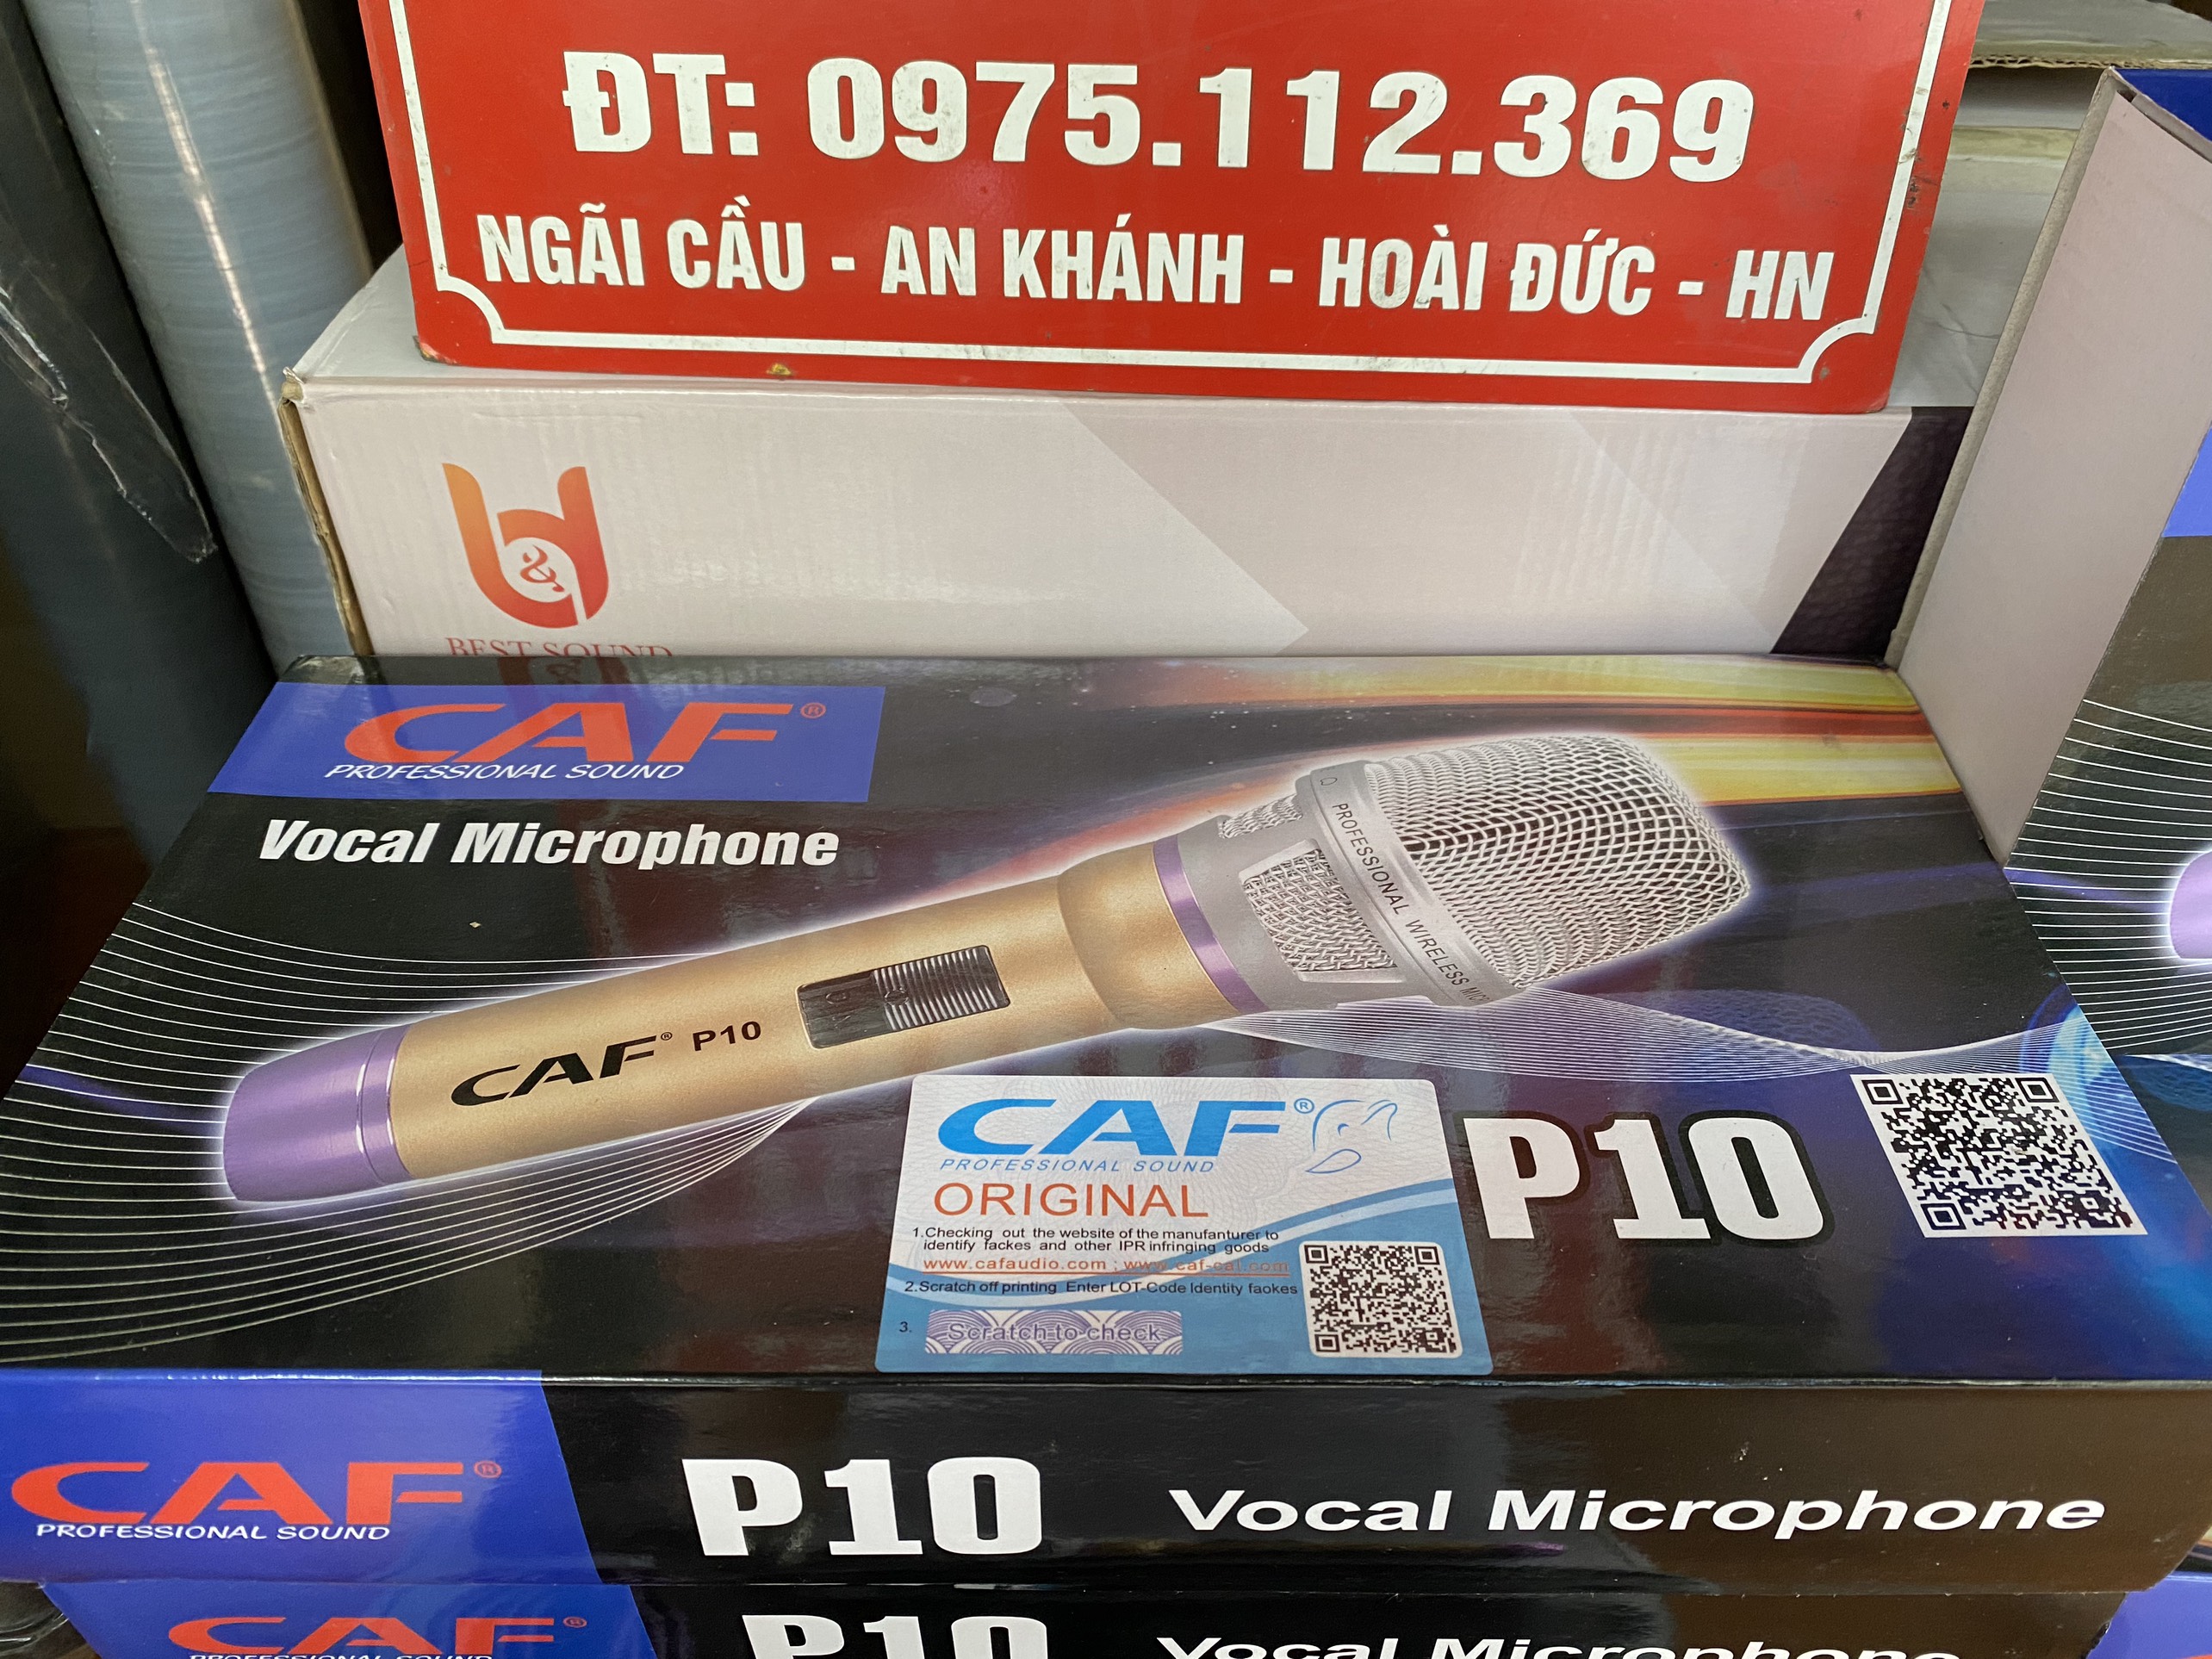 ĐT: 0975.112.369
NGÃI CẦU - AN KHÁNH - HOÀI ĐỨC - HN
b&d
BEST SOUND
CAF®
PROFESSIONAL SOUND
Vocal Microphone
PROFESSIONAL WIRELESS
CAF® P10
CAF®
PROFESSIONAL SOUND
ORIGINAL
1.Checking out the website of the manufanturer to
identify fackes and other IPR infringing goods
www.cafaudio.com ; www.caf-cal.com
2.Scratch off printing Enter LOT-Code Identity faokes
3. Scratch to check
P10
CAF®
PROFESSIONAL SOUND
P10
Vocal Microphone
CAF®
PROFESSIONAL SOUND
P10
Vocal Microphone